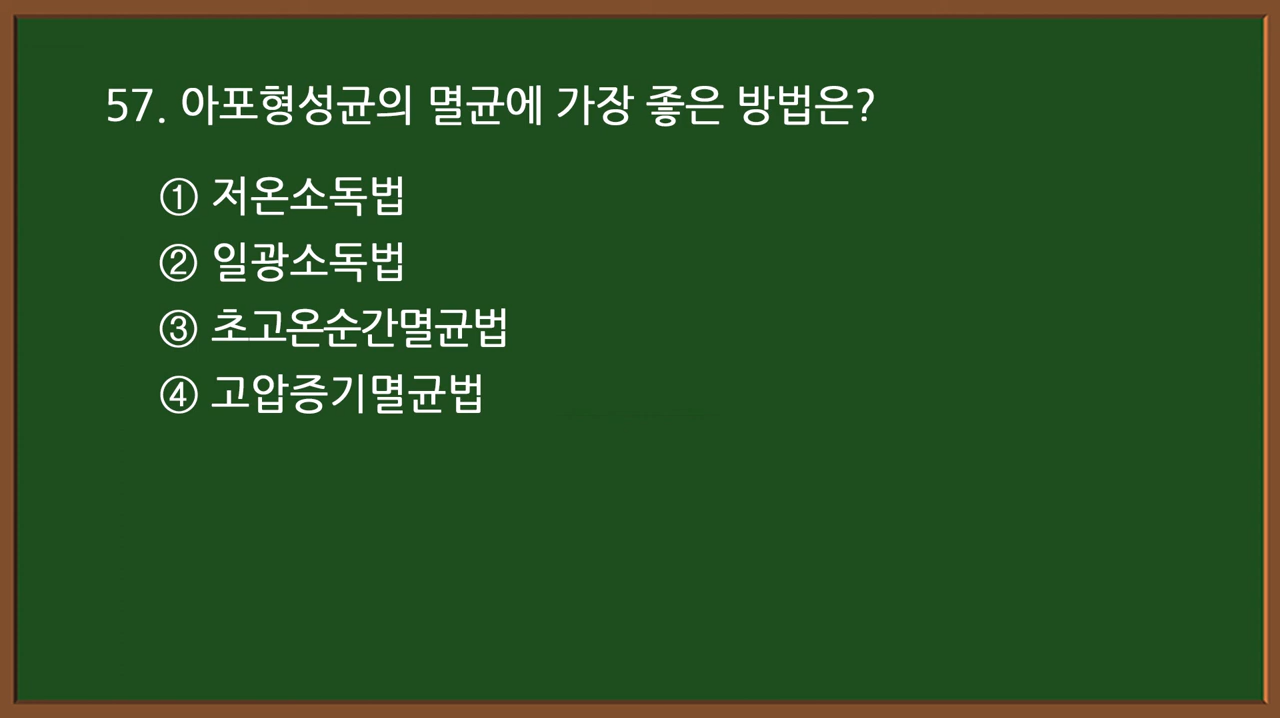 57. 아포형성균의 멸균에 가장 좋은 방법은?
① 저온소독법
② 일광소독법
③ 초고온순간멸균법
④ 고압증기멸균법